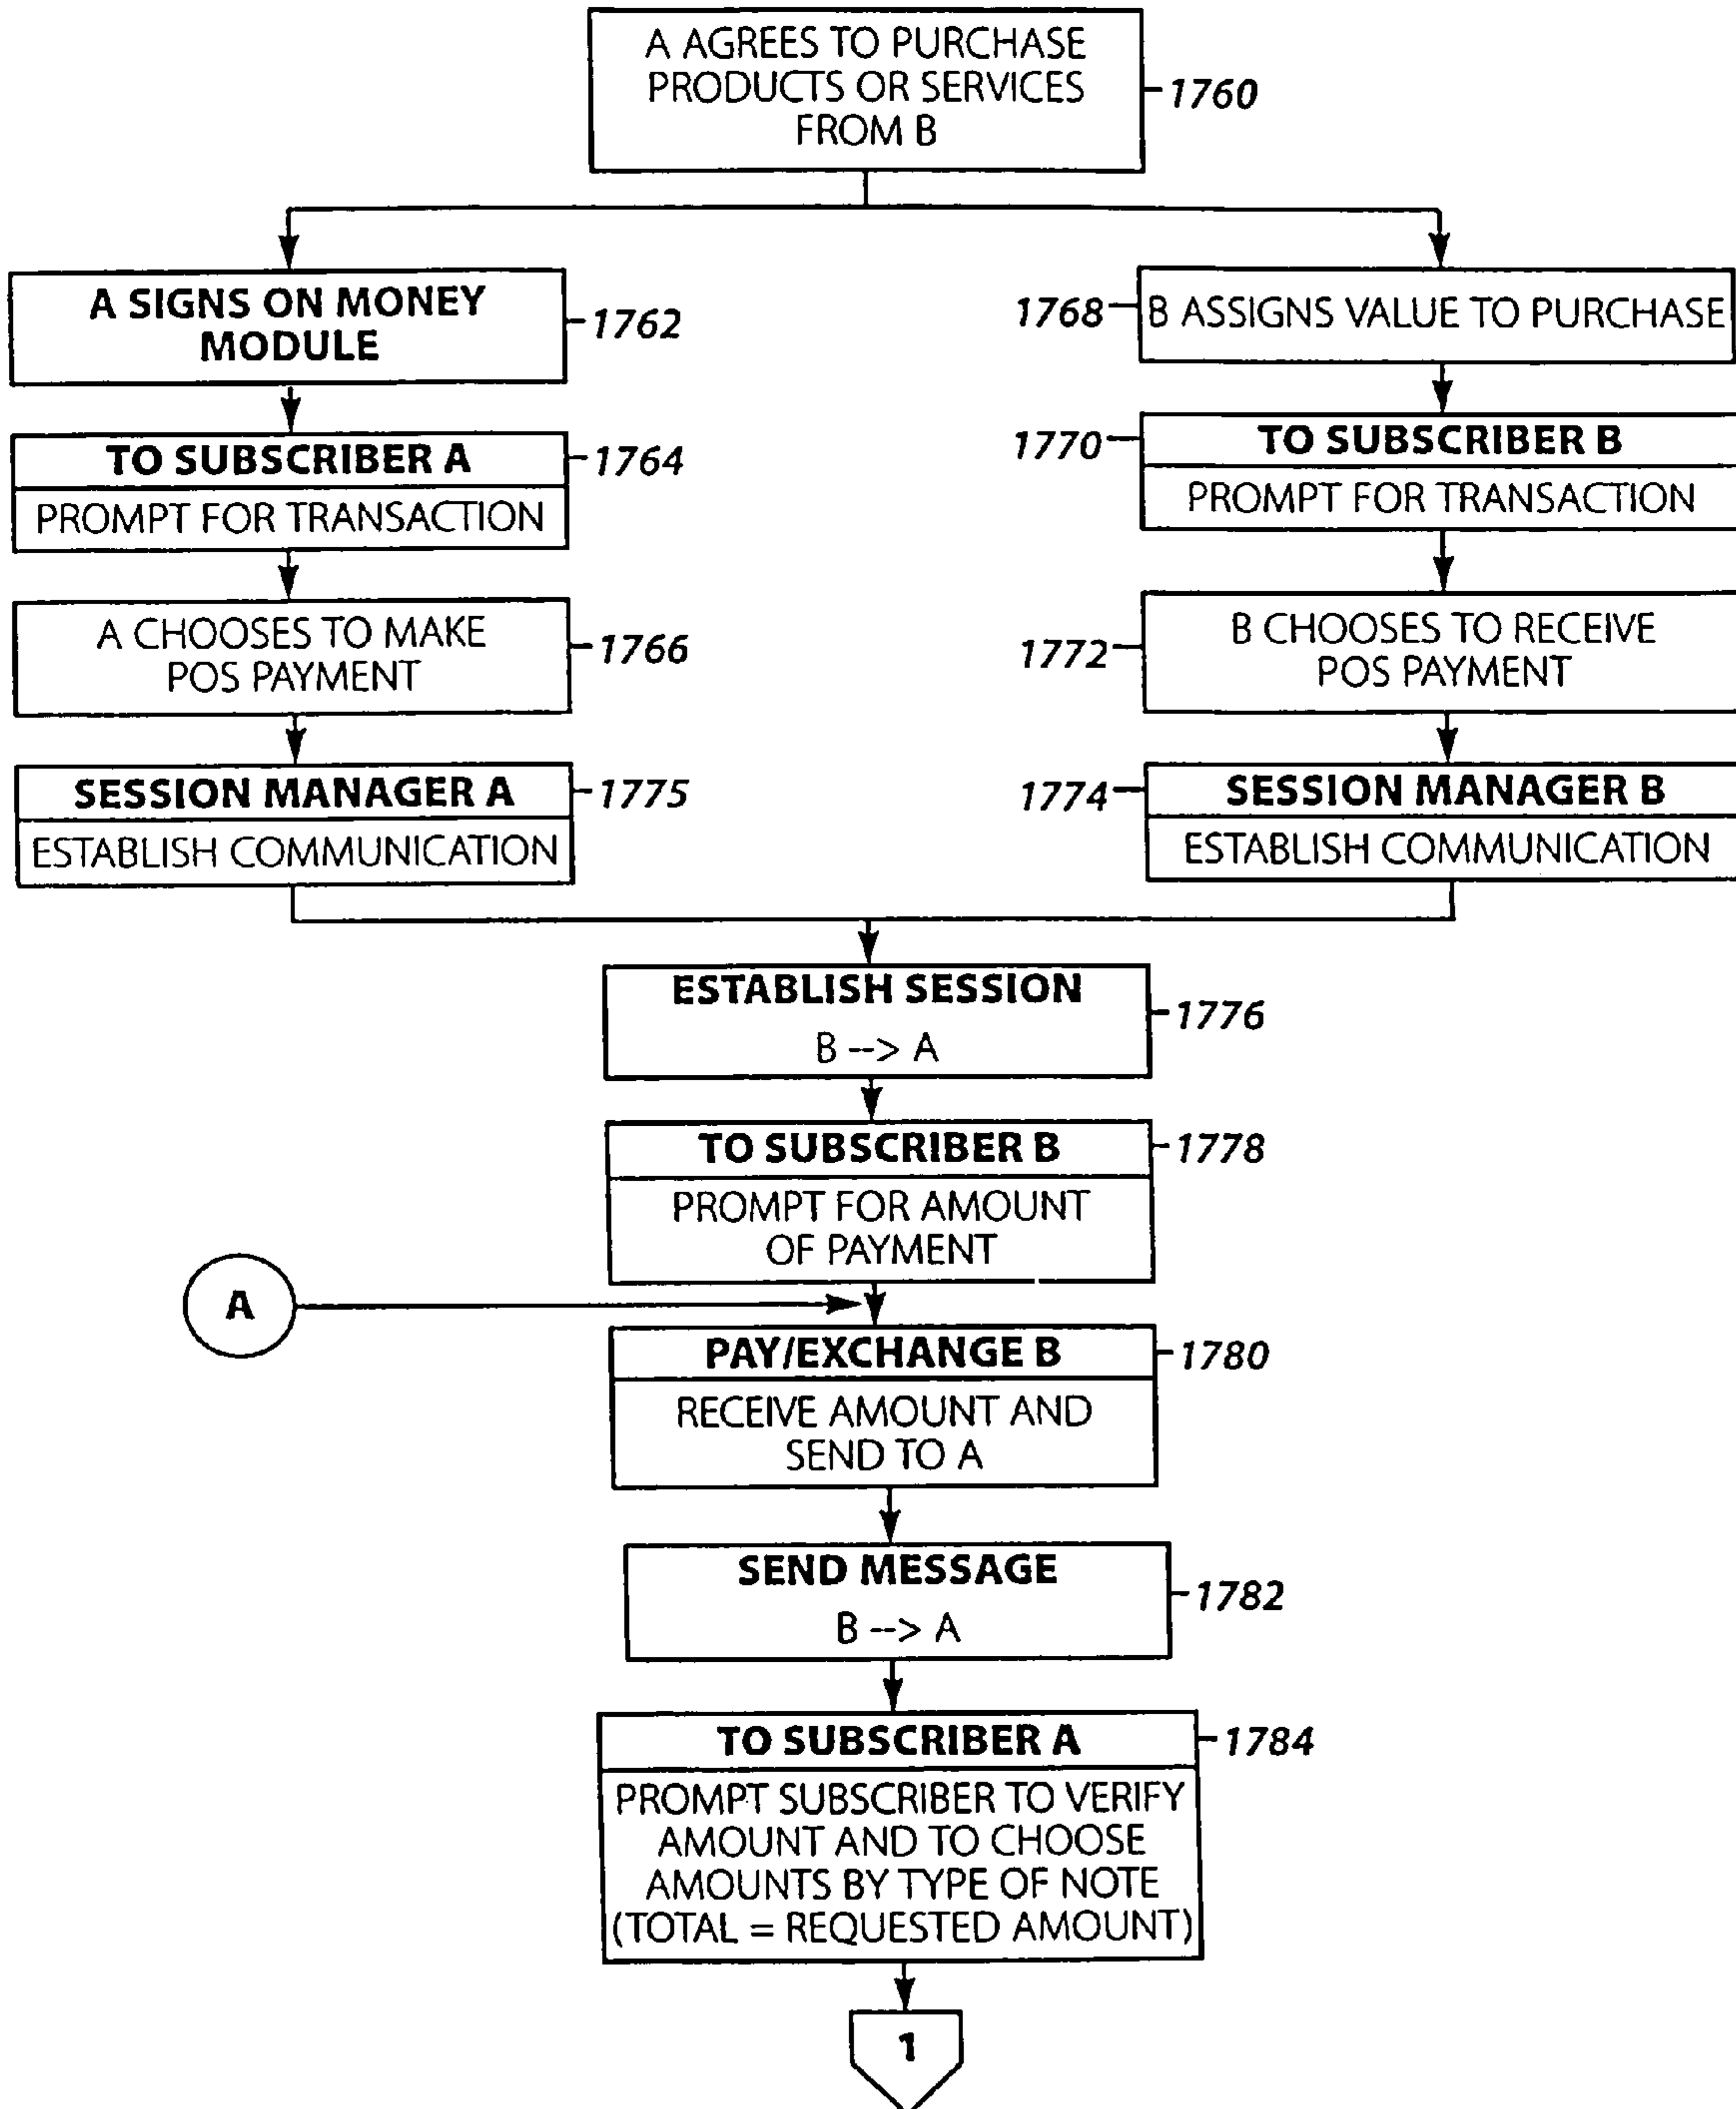 A AGREES TO PURCHASE
PRODUCTS OR SERVICES
FROM B
1760
A SIGNS ON MONEY
MODULE
1762
TO SUBSCRIBER A
1764
PROMPT FOR TRANSACTION
A CHOOSES TO MAKE
POS PAYMENT
1766
SESSION MANAGER A
1775
ESTABLISH COMMUNICATION
1768
B ASSIGNS VALUE TO PURCHASE
1770
TO SUBSCRIBER B
PROMPT FOR TRANSACTION
1772
B CHOOSES TO RECEIVE
POS PAYMENT
1774
SESSION MANAGER B
ESTABLISH COMMUNICATION
ESTABLISH SESSION
B --> A
1776
TO SUBSCRIBER B
1778
PROMPT FOR AMOUNT
OF PAYMENT
A
PAY/EXCHANGE B
1780
RECEIVE AMOUNT AND
SEND TO A
SEND MESSAGE
B --> A
1782
TO SUBSCRIBER A
1784
PROMPT SUBSCRIBER TO VERIFY
AMOUNT AND TO CHOOSE
AMOUNTS BY TYPE OF NOTE
(TOTAL = REQUESTED AMOUNT)
1